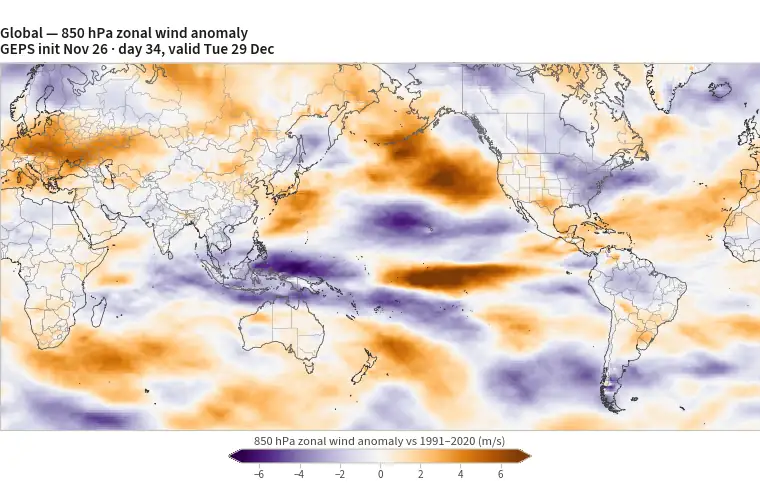 Global — 850 hPa zonal wind anomaly
GEPS init Nov 26 · day 34, valid Tue 29 Dec
850 hPa zonal wind anomaly vs 1991–2020 (m/s)
−6 −4 −2 0 2 4 6